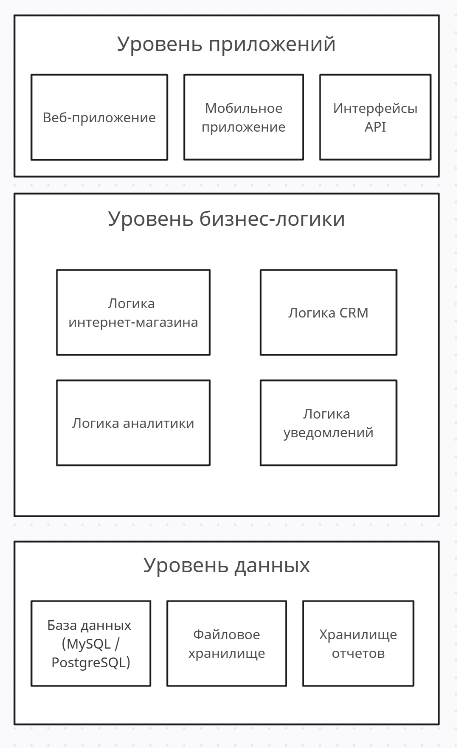 Уровень приложений
Веб-приложение
Мобильное
приложение
Интерфейсы
API
Уровень бизнес-логики
Логика
интернет-магазина
Логика CRM
Логика аналитики
Логика
уведомлений
Уровень данных
База данных
(MySQL /
PostgreSQL)
Файловое
хранилище
Хранилище
отчетов